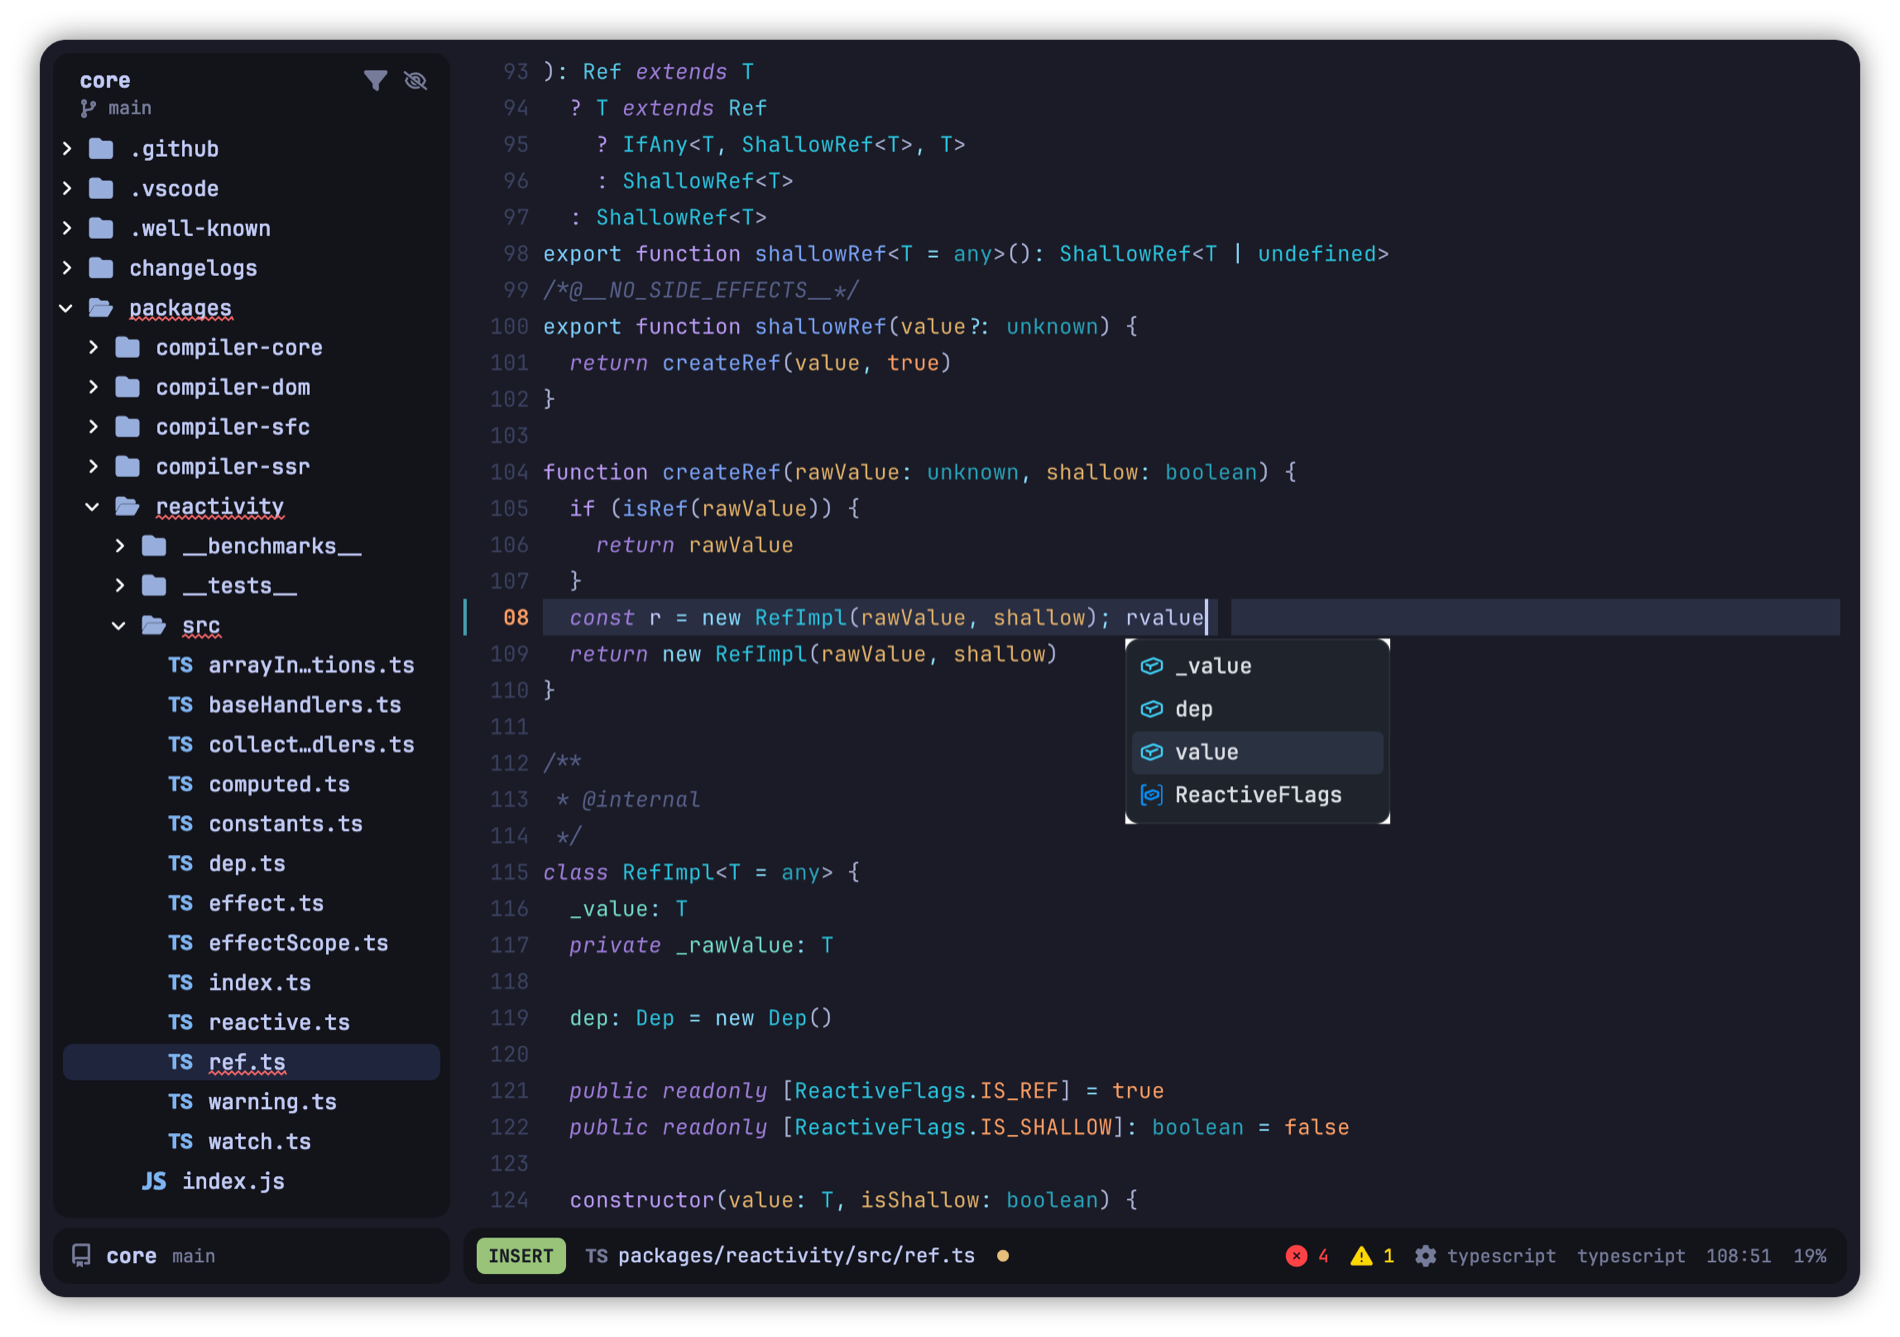 core
main
.github
.vscode
.well-known
changelogs
packages
compiler-core
compiler-dom
compiler-sfc
compiler-ssr
reactivity
__benchmarks__
__tests__
src
TS arrayIn…tions.ts
TS baseHandlers.ts
TS collect…dlers.ts
TS computed.ts
TS constants.ts
TS dep.ts
TS effect.ts
TS effectScope.ts
TS index.ts
TS reactive.ts
TS ref.ts
TS warning.ts
TS watch.ts
JS index.js
core main
93 ): Ref extends T
94   ? T extends Ref
95     ? IfAny<T, ShallowRef<T>, T>
96     : ShallowRef<T>
97   : ShallowRef<T>
98 export function shallowRef<T = any>(): ShallowRef<T | undefined>
99 /*@__NO_SIDE_EFFECTS__*/
100 export function shallowRef(value?: unknown) {
101   return createRef(value, true)
102 }
103
104 function createRef(rawValue: unknown, shallow: boolean) {
105   if (isRef(rawValue)) {
106     return rawValue
107   }
08   const r = new RefImpl(rawValue, shallow); rvalue
109   return new RefImpl(rawValue, shallow)
110 }
111
112 /**
113  * @internal
114  */
115 class RefImpl<T = any> {
116   _value: T
117   private _rawValue: T
118
119   dep: Dep = new Dep()
120
121   public readonly [ReactiveFlags.IS_REF] = true
122   public readonly [ReactiveFlags.IS_SHALLOW]: boolean = false
123
124   constructor(value: T, isShallow: boolean) {
_value
dep
value
ReactiveFlags
INSERT TS packages/reactivity/src/ref.ts 4 1 typescript typescript 108:51 19%